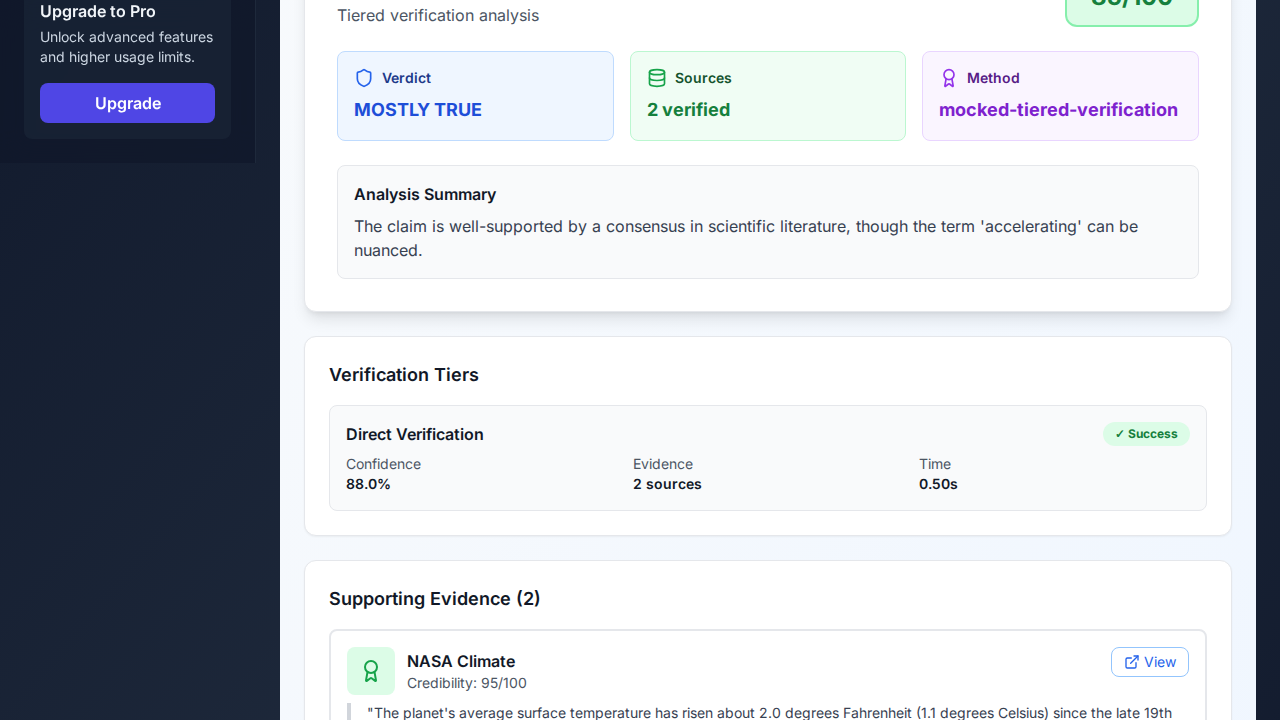 Upgrade to Pro
Unlock advanced features
and higher usage limits.
Upgrade
Tiered verification analysis
Verdict
MOSTLY TRUE
Sources
2 verified
Method
mocked-tiered-verification
Analysis Summary
The claim is well-supported by a consensus in scientific literature, though the term 'accelerating' can be
nuanced.
Verification Tiers
Direct Verification
✓ Success
Confidence
Evidence
Time
88.0%
2 sources
0.50s
Supporting Evidence (2)
NASA Climate
View
Credibility: 95/100
"The planet's average surface temperature has risen about 2.0 degrees Fahrenheit (1.1 degrees Celsius) since the late 19th